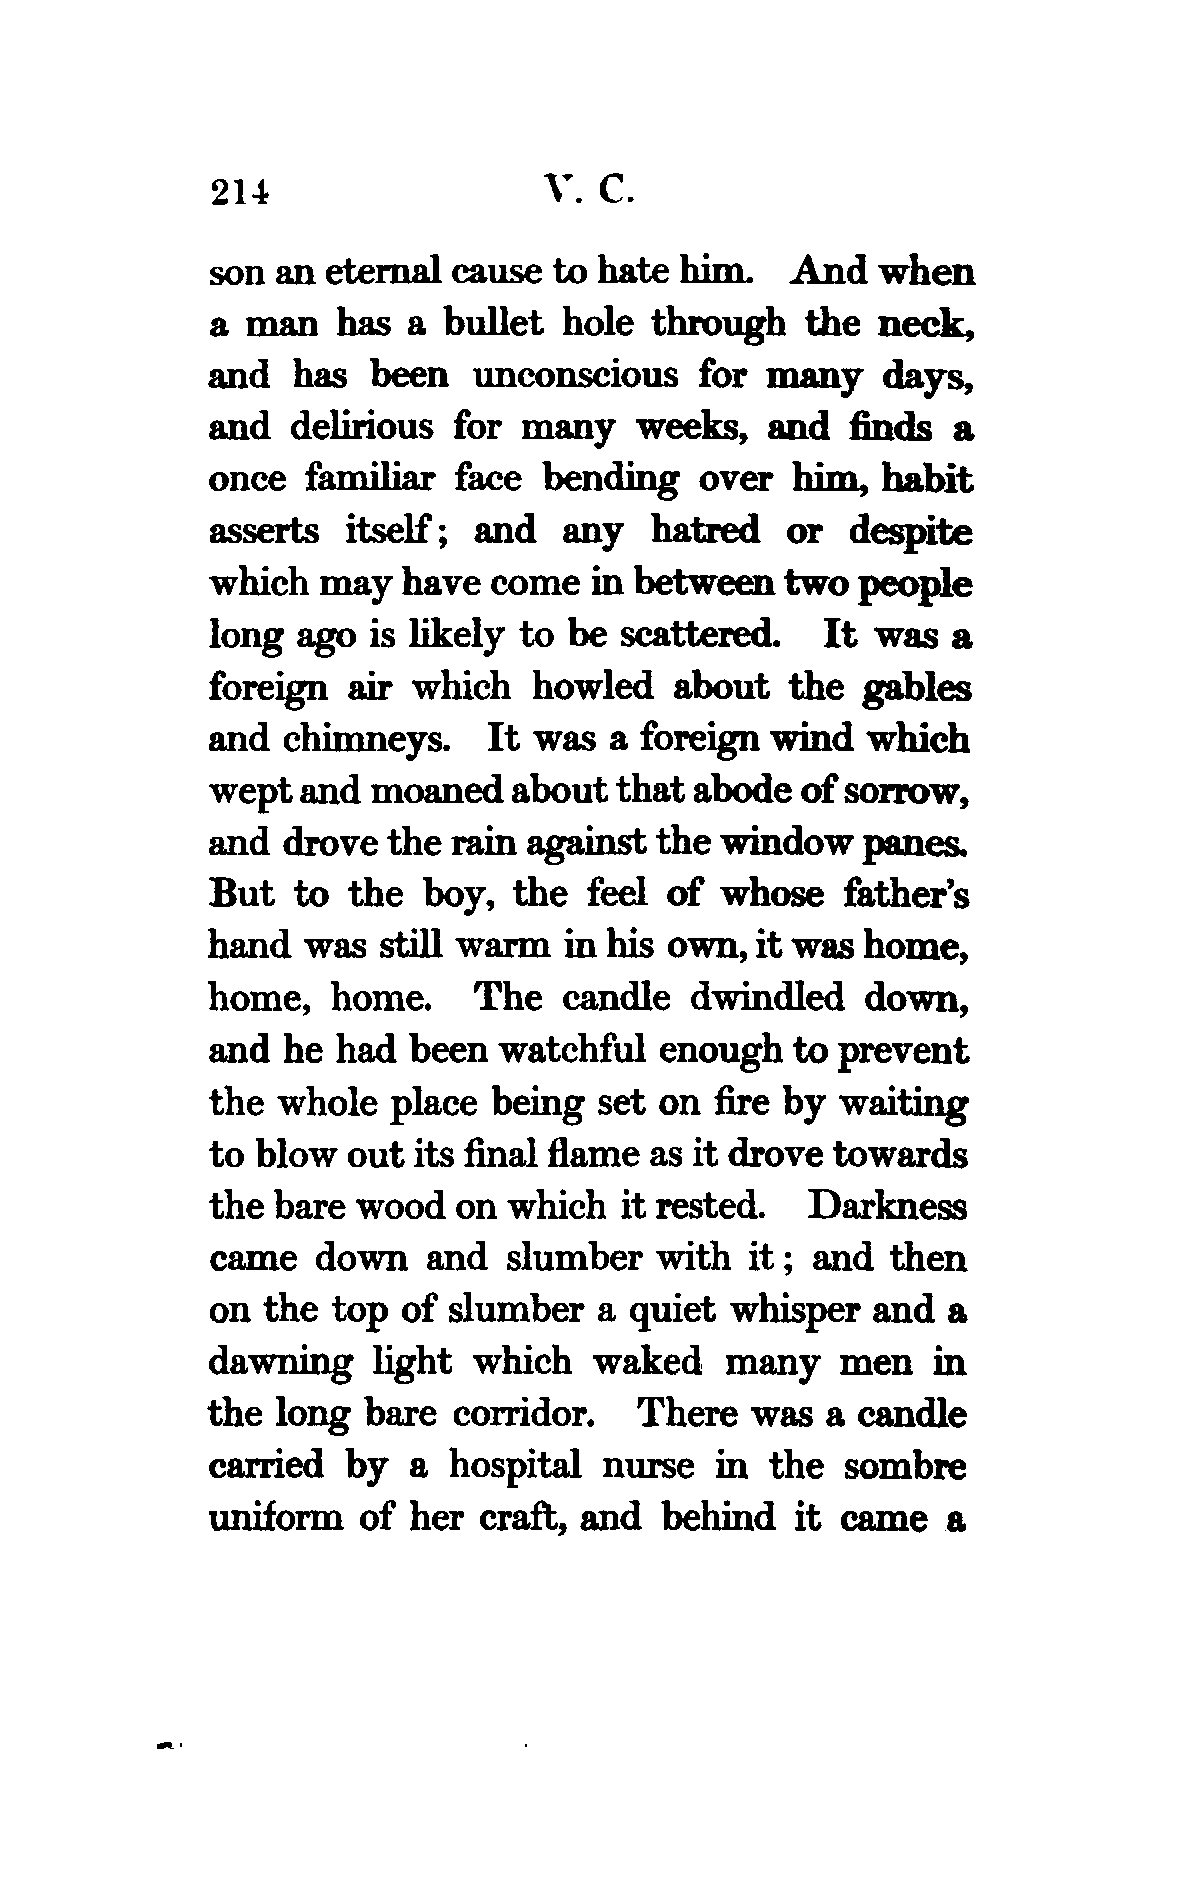 214 V. C.
son an eternal cause to hate him. And when
a man has a bullet hole through the neck,
and has been unconscious for many days,
and delirious for many weeks, and finds a
once familiar face bending over him, habit
asserts itself; and any hatred or despite
which may have come in between two people
long ago is likely to be scattered. It was a
foreign air which howled about the gables
and chimneys. It was a foreign wind which
wept and moaned about that abode of sorrow,
and drove the rain against the window panes.
But to the boy, the feel of whose father's
hand was still warm in his own, it was home,
home, home. The candle dwindled down,
and he had been watchful enough to prevent
the whole place being set on fire by waiting
to blow out its final flame as it drove towards
the bare wood on which it rested. Darkness
came down and slumber with it; and then
on the top of slumber a quiet whisper and a
dawning light which waked many men in
the long bare corridor. There was a candle
carried by a hospital nurse in the sombre
uniform of her craft, and behind it came a